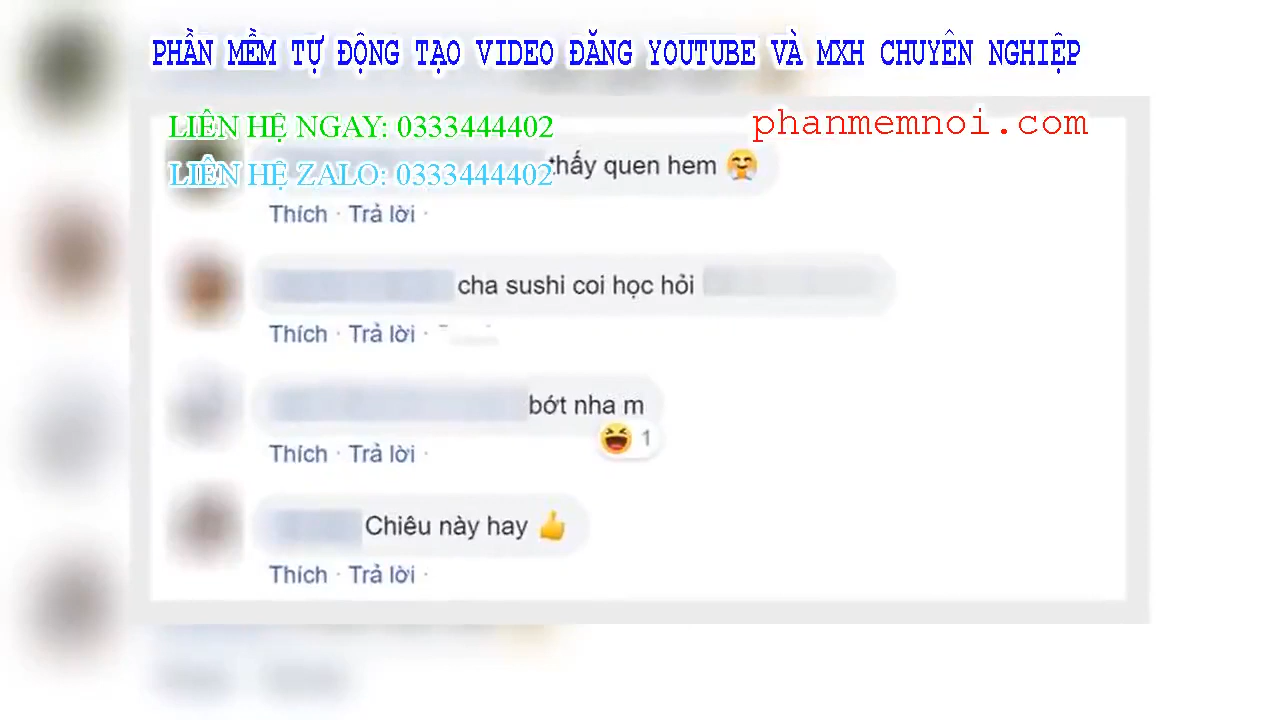 PHẦN MỀM TỰ ĐỘNG TẠO VIDEO ĐĂNG YOUTUBE VÀ MXH CHUYÊN NGHIỆP
LIÊN HỆ NGAY: 0333444402
phanmemnoi.com
LIÊN HỆ ZALO: 0333444402
thấy quen hem 🤗
Thích · Trả lời ·
cha sushi coi học hỏi
Thích · Trả lời ·
bớt nha m
😆 1
Thích · Trả lời ·
Chiêu này hay 👍
Thích · Trả lời ·